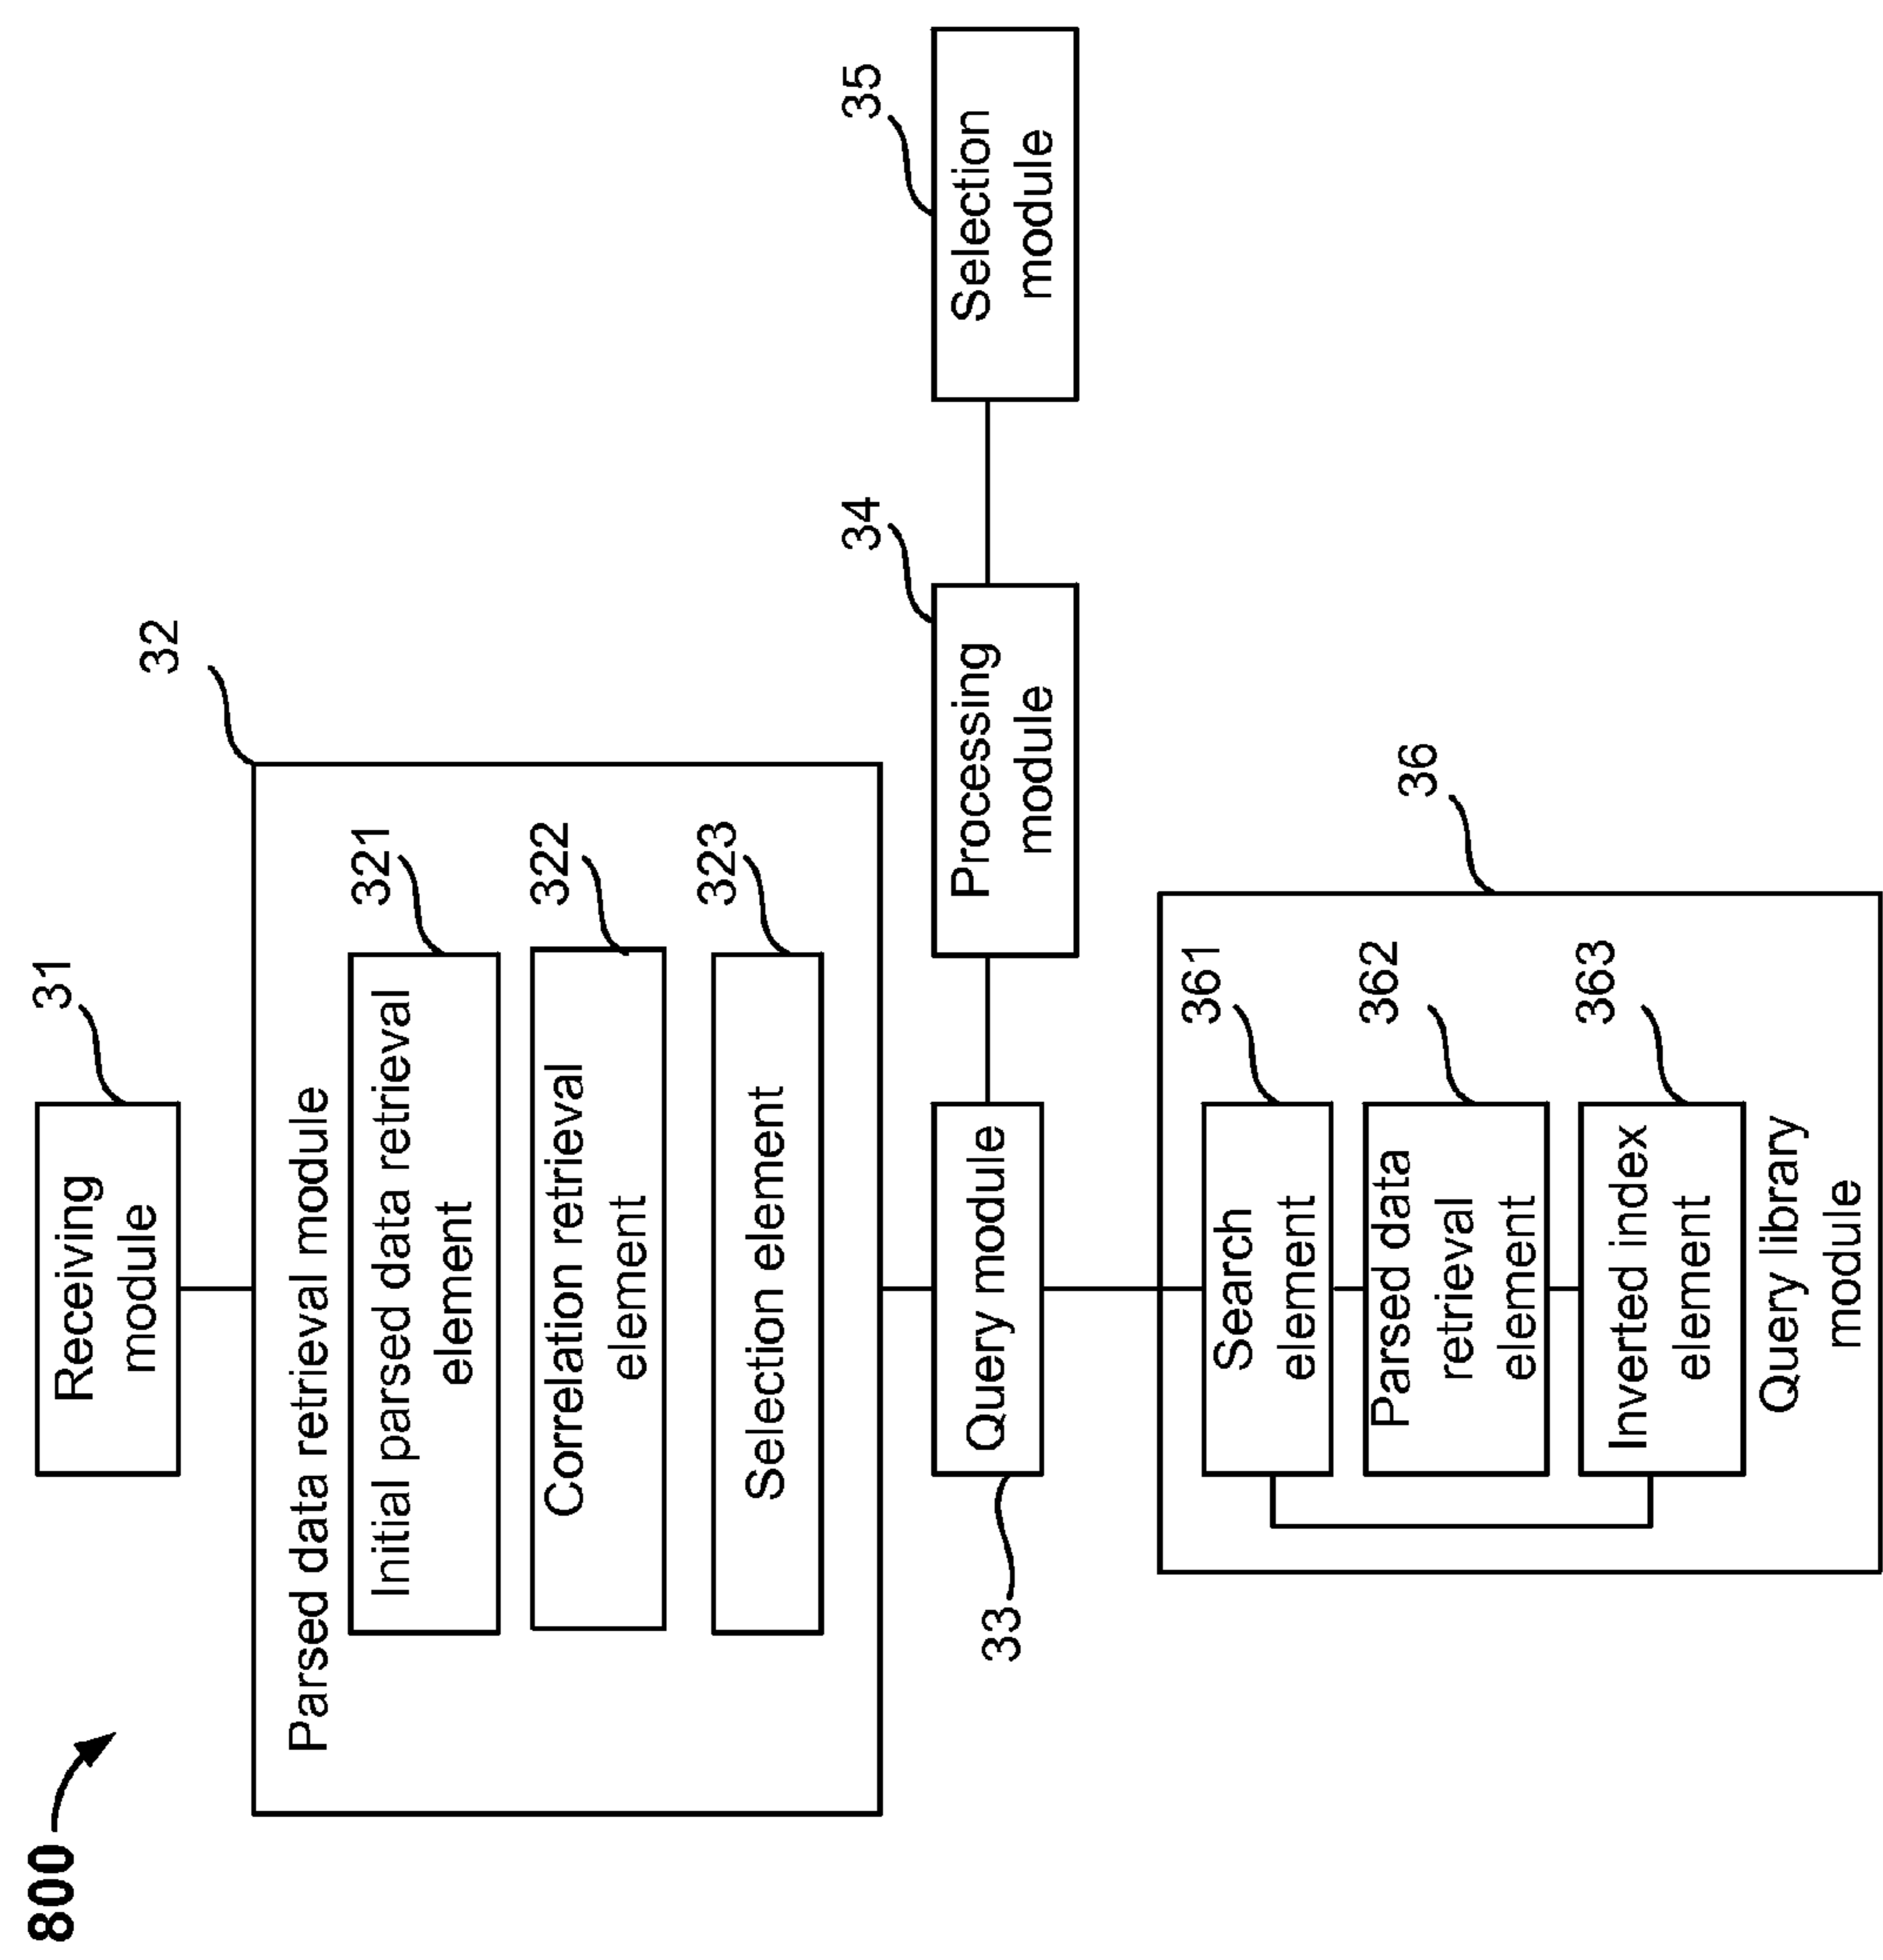 800
Receiving
module
31
Parsed data retrieval module
32
Initial parsed data retrieval
element
321
Correlation retrieval
element
322
Selection element
323
Query module
33
Processing
module
34
Selection
module
35
Search
element
361
Parsed data
retrieval
element
362
Inverted index
element
363
Query library
module
36